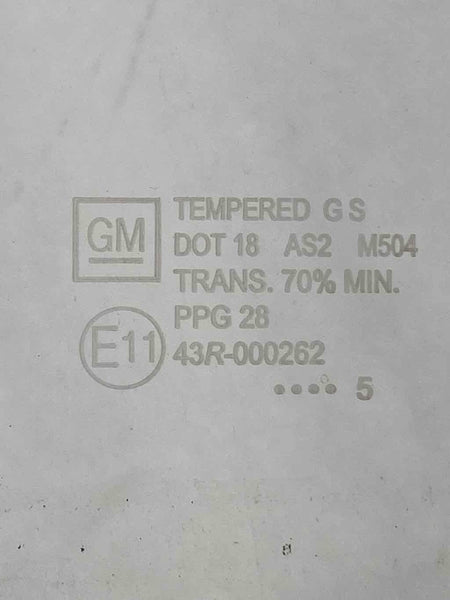 GM
TEMPERED G S
DOT 18 AS2 M504
TRANS. 70% MIN.
PPG 28
E11
43R-000262
•••• 5